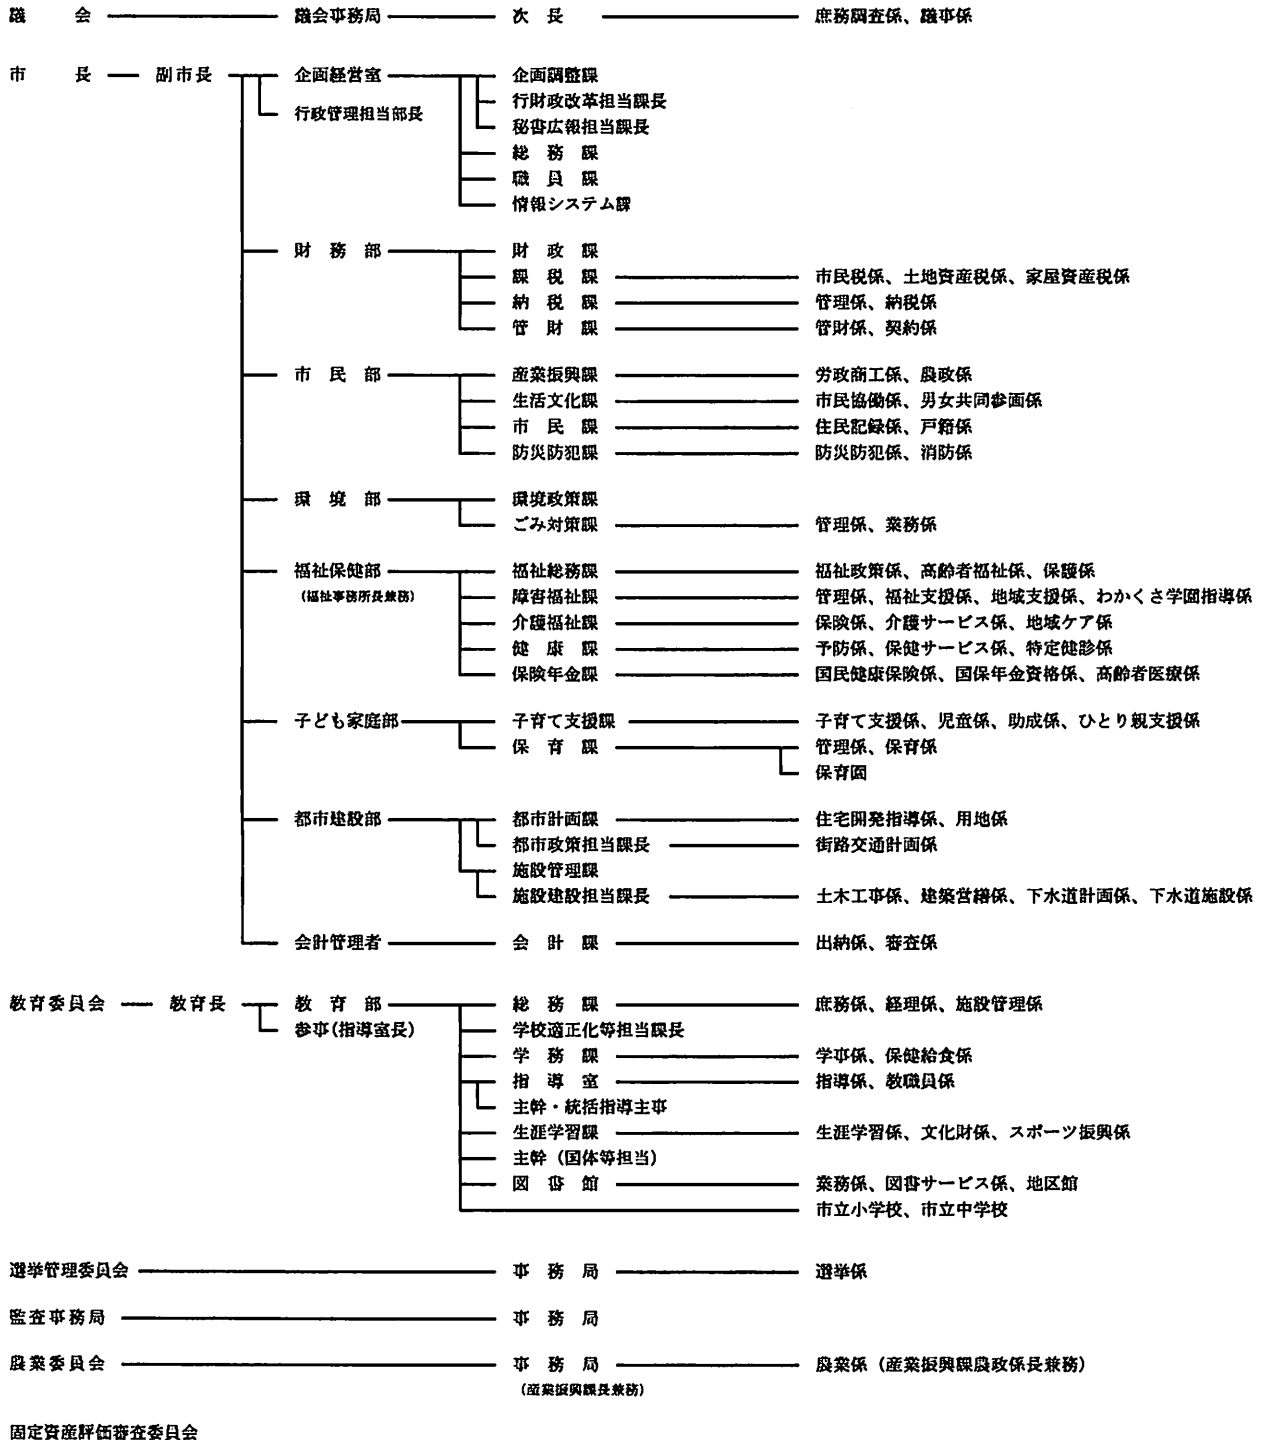 議会 議会事務局 次長 庶務調査係、議事係
市長 副市長 企画経営室 企画調整課
行財政改革担当課長
行政管理担当部長
秘書広報担当課長
総務課
職員課
情報システム課
財務部 財政課
課税課 市民税係、土地資産税係、家屋資産税係
納税課 管理係、納税係
管財課 管財係、契約係
市民部 産業振興課 労政商工係、農政係
生活文化課 市民協働係、男女共同参画係
市民課 住民記録係、戸籍係
防災防犯課 防災防犯係、消防係
環境部 環境政策課
ごみ対策課 管理係、業務係
福祉保健部 福祉総務課 福祉政策係、高齢者福祉係、保護係
(福祉事務所長兼務) 障害福祉課 管理係、福祉支援係、地域支援係、わかくさ学園指導係
介護福祉課 保険係、介護サービス係、地域ケア係
健康課 予防係、保健サービス係、特定健診係
保険年金課 国民健康保険係、国保年金資格係、高齢者医療係
子ども家庭部 子育て支援課 子育て支援係、児童係、助成係、ひとり親支援係
保育課 管理係、保育係
保育園
都市建設部 都市計画課 住宅開発指導係、用地係
都市政策担当課長 街路交通計画係
施設管理課
施設建設担当課長 土木工事係、建築営繕係、下水道計画係、下水道施設係
会計管理者 会計課 出納係、審査係
教育委員会 教育長 教育部 総務課 庶務係、経理係、施設管理係
参事(指導室長) 学校適正化等担当課長
学務課 学事係、保健給食係
指導室 指導係、教職員係
主幹・統括指導主事
生涯学習課 生涯学習係、文化財係、スポーツ振興係
主幹(国体等担当)
図書館 業務係、図書サービス係、地区館
市立小学校、市立中学校
選挙管理委員会 事務局 選挙係
監査事務局 事務局
農業委員会 事務局 農業係(産業振興課農政係長兼務)
(産業振興課長兼務)
固定資産評価審査委員会